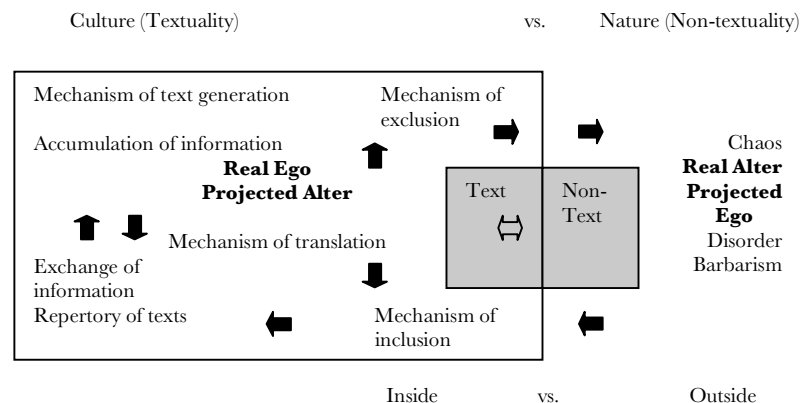 Culture (Textuality) vs. Nature (Non-textuality)
Mechanism of text generation
Mechanism of
exclusion
Accumulation of information
Real Ego
Projected Alter
Text
Non-
Text
Chaos
Real Alter
Projected
Ego
Disorder
Barbarism
Mechanism of translation
Exchange of
information
Repertory of texts
Mechanism of
inclusion
Inside vs. Outside